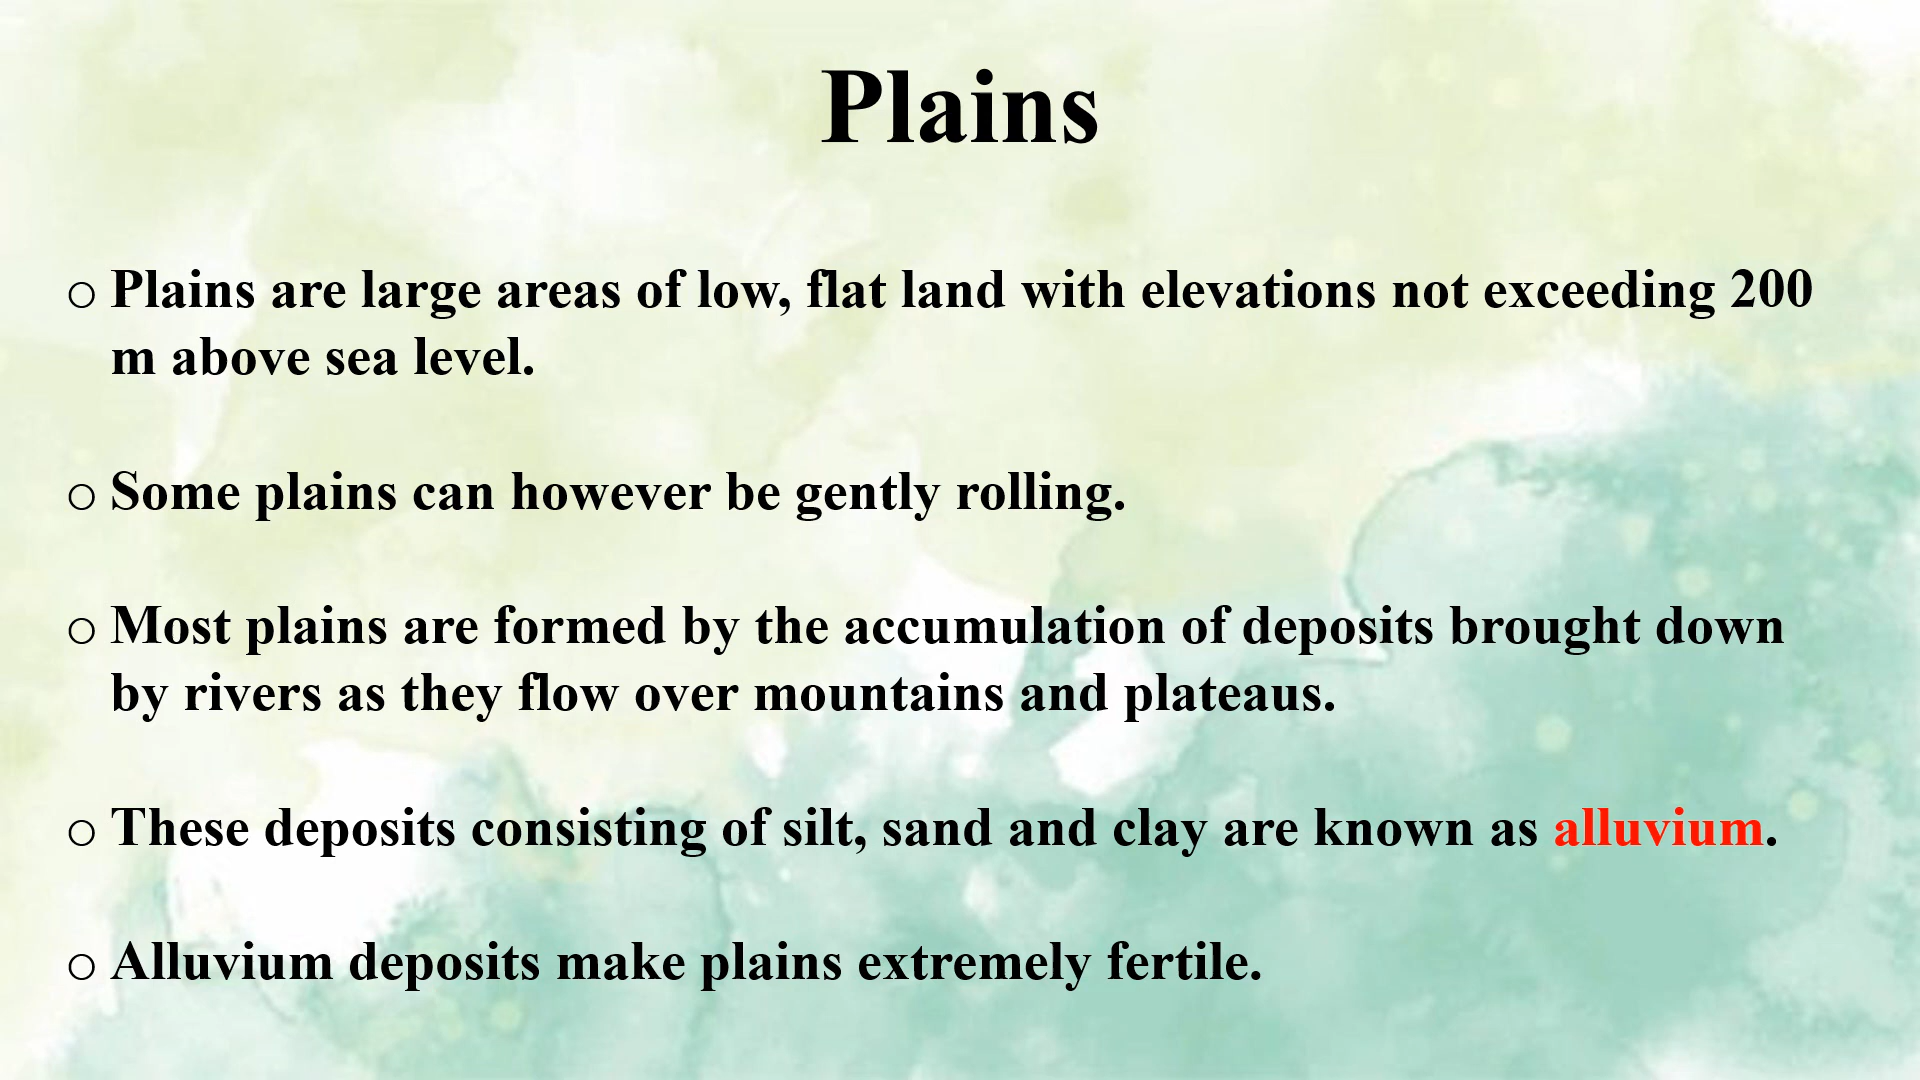 Plains
o Plains are large areas of low, flat land with elevations not exceeding 200
m above sea level.
o Some plains can however be gently rolling.
o Most plains are formed by the accumulation of deposits brought down
by rivers as they flow over mountains and plateaus.
o These deposits consisting of silt, sand and clay are known as alluvium.
o Alluvium deposits make plains extremely fertile.